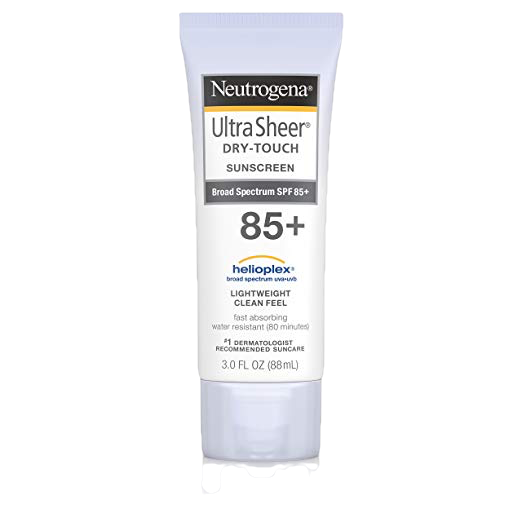 Neutrogena®
Ultra Sheer®
DRY-TOUCH
SUNSCREEN
Broad Spectrum SPF 85+
85+
helioplex®
broad spectrum uva•uvb
LIGHTWEIGHT
CLEAN FEEL
fast absorbing
water resistant (80 minutes)
#1 DERMATOLOGIST
RECOMMENDED SUNCARE
3.0 FL OZ (88mL)